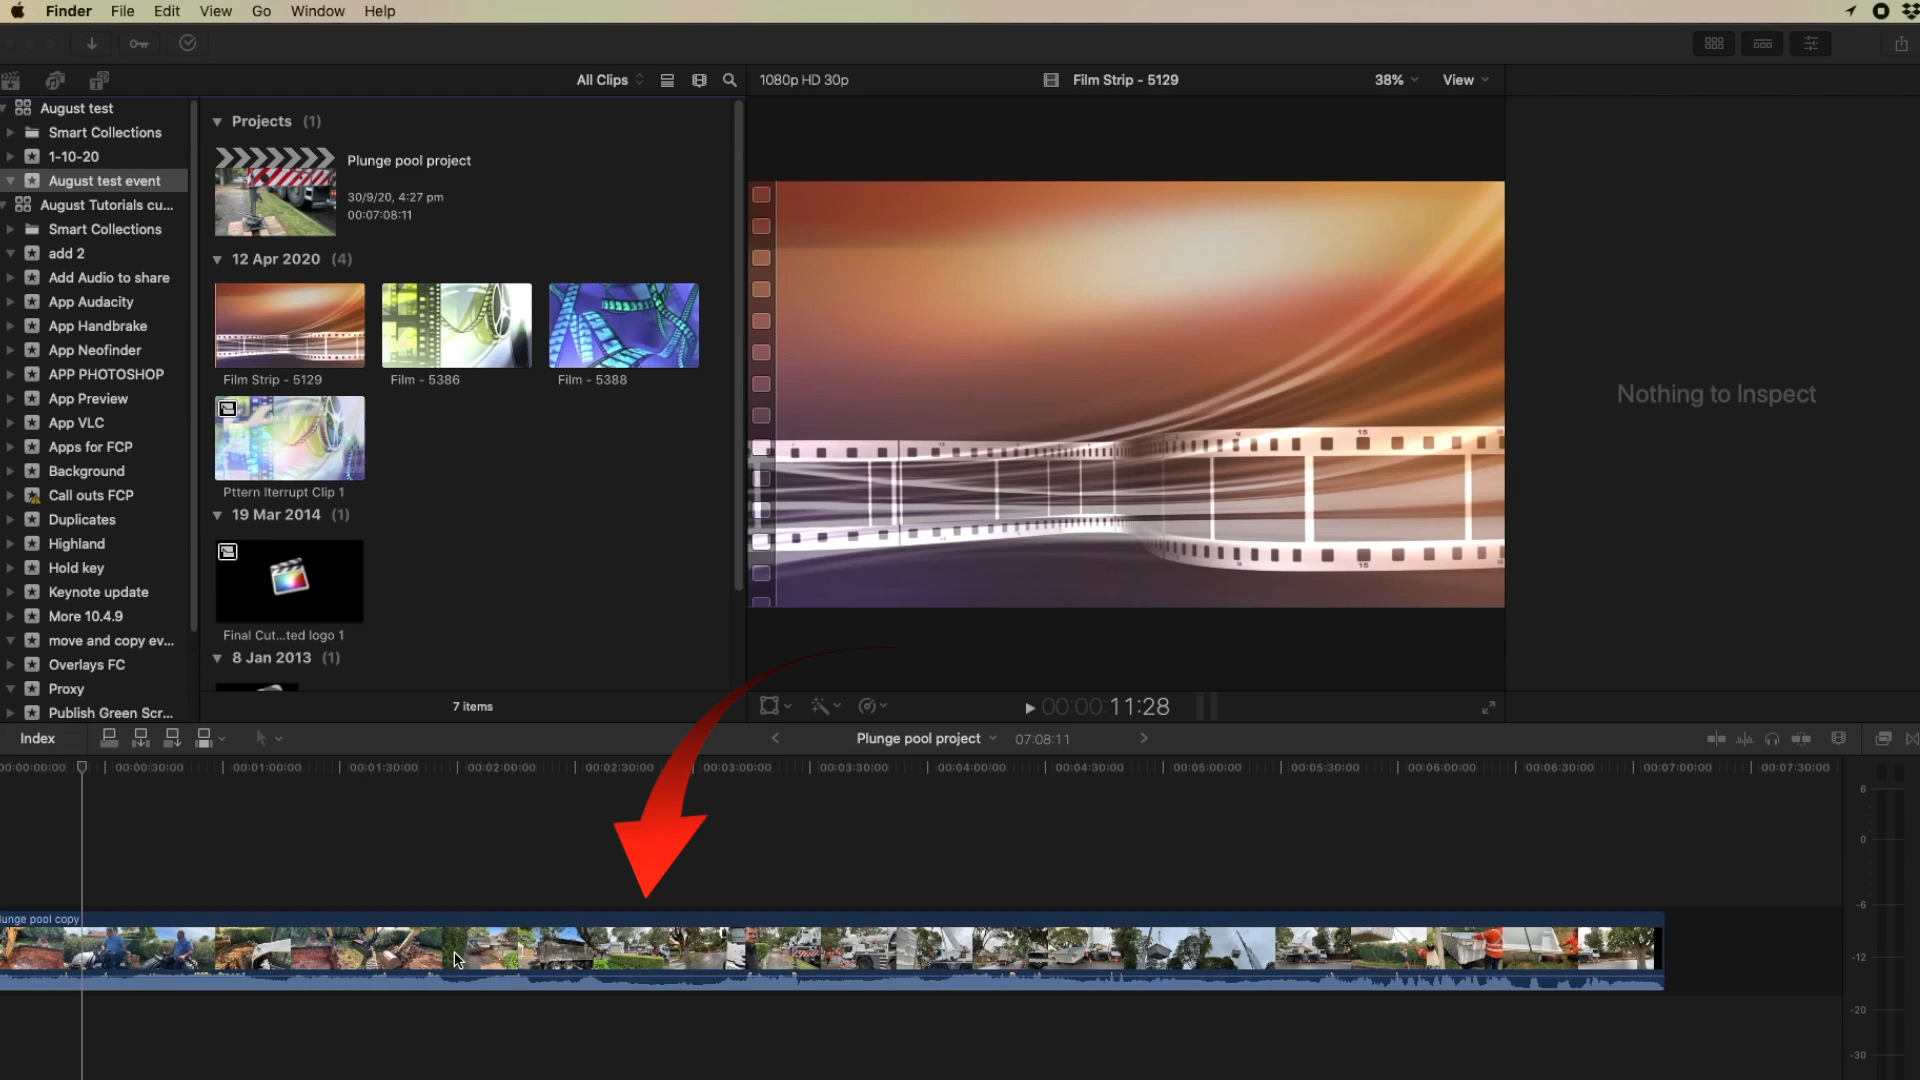 Finder File Edit View Go Window Help
All Clips
1080p HD 30p
Film Strip - 5129
38%
View
August test
Smart Collections
1-10-20
August test event
August Tutorials cu...
Smart Collections
add 2
Add Audio to share
App Audacity
App Handbrake
App Neofinder
APP PHOTOSHOP
App Preview
App VLC
Apps for FCP
Background
Call outs FCP
Duplicates
Highland
Hold key
Keynote update
More 10.4.9
move and copy ev...
Overlays FC
Proxy
Publish Green Scr...
Projects (1)
Plunge pool project
30/9/20, 4:27 pm
00:07:08:11
12 Apr 2020 (4)
Film Strip - 5129
Film - 5386
Film - 5388
Pttern Iterrupt Clip 1
19 Mar 2014 (1)
Final Cut...ted logo 1
8 Jan 2013 (1)
7 items
15
15
Nothing to Inspect
00:00:11:28
Index
Plunge pool project
07:08:11
00:00:00:00
00:00:30:00
00:01:00:00
00:01:30:00
00:02:00:00
00:02:30:00
00:03:00:00
00:03:30:00
00:04:00:00
00:04:30:00
00:05:00:00
00:05:30:00
00:06:00:00
00:06:30:00
00:07:00:00
00:07:30:00
lunge pool copy
6
0
-6
-12
-20
-30